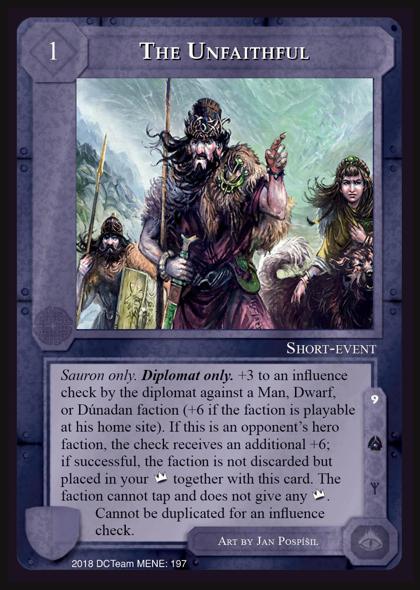 1
The Unfaithful
Short-event
Sauron only. Diplomat only. +3 to an influence
check by the diplomat against a Man, Dwarf,
or Dúnadan faction (+6 if the faction is playable
at his home site). If this is an opponent's hero
faction, the check receives an additional +6;
if successful, the faction is not discarded but
placed in your together with this card. The
faction cannot tap and does not give any .
Cannot be duplicated for an influence
check.
9
Art by Jan Pospíšil
2018 DCTeam MENE: 197